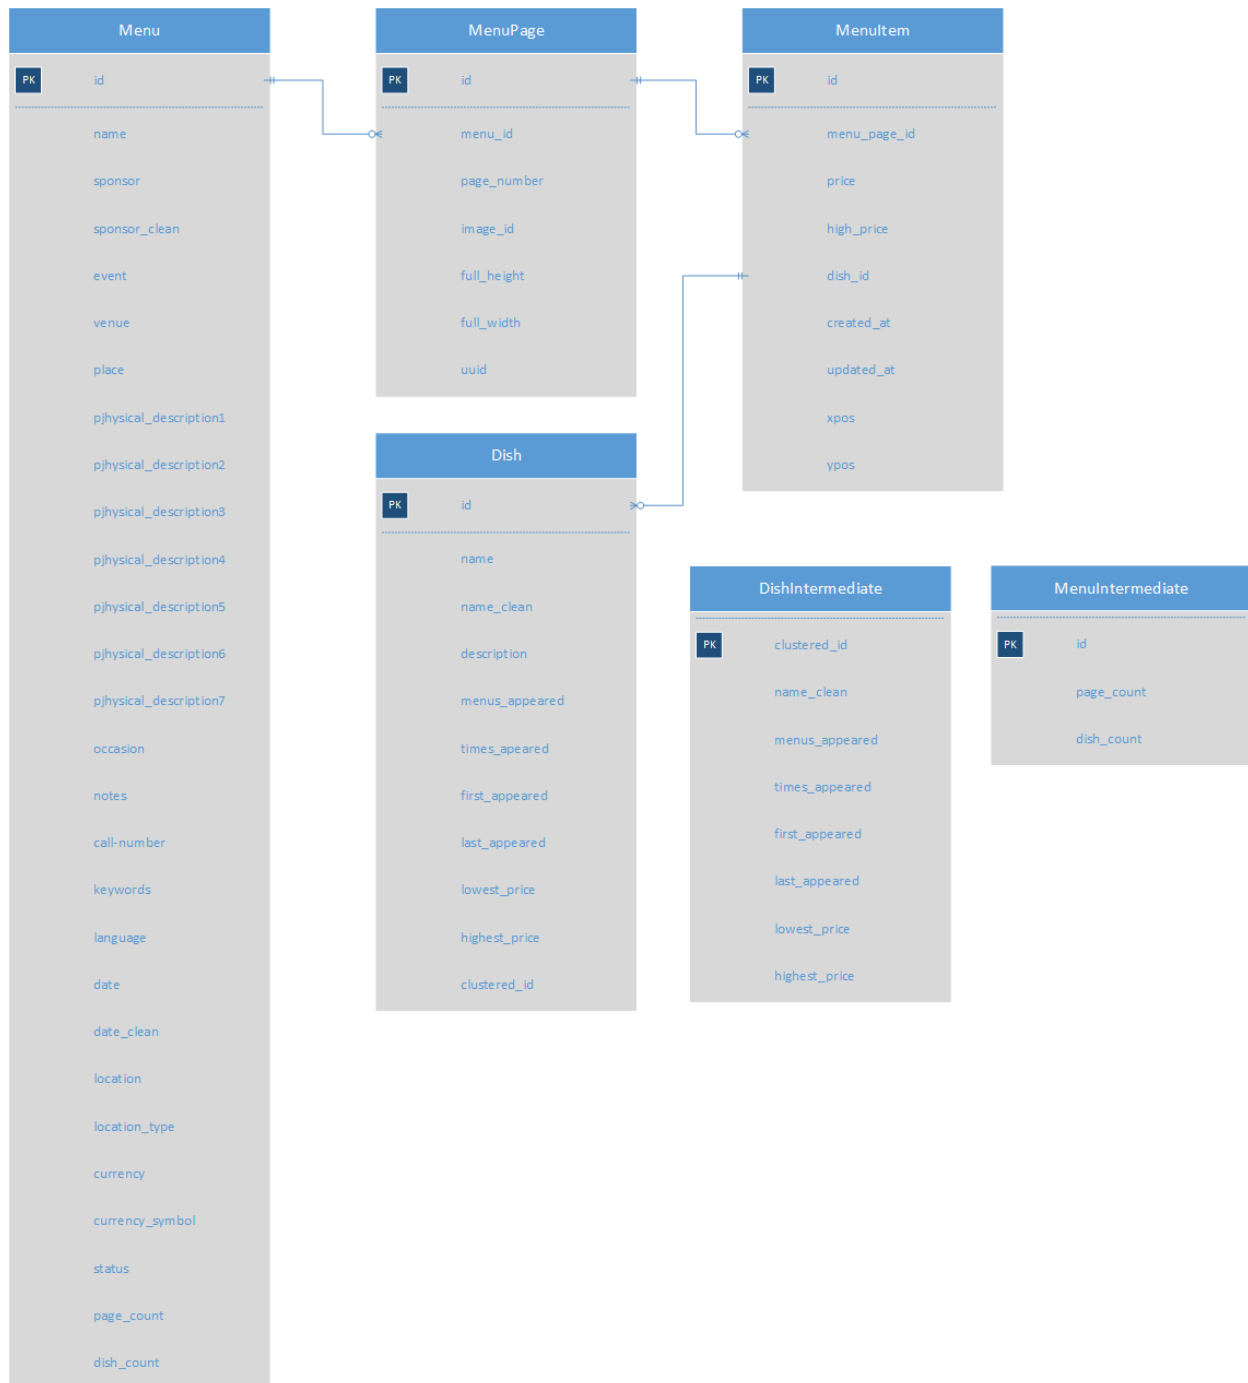 Menu
PK
id
name
sponsor
sponsor_clean
event
venue
place
pjhysical_description1
pjhysical_description2
pjhysical_description3
pjhysical_description4
pjhysical_description5
pjhysical_description6
pjhysical_description7
occasion
notes
call-number
keywords
language
date
date_clean
location
location_type
currency
currency_symbol
status
page_count
dish_count
MenuPage
PK
id
menu_id
page_number
image_id
full_height
full_width
uuid
MenuItem
PK
id
menu_page_id
price
high_price
dish_id
created_at
updated_at
xpos
ypos
Dish
PK
id
name
name_clean
description
menus_appeared
times_apeared
first_appeared
last_appeared
lowest_price
highest_price
clustered_id
DishIntermediate
PK
clustered_id
name_clean
menus_appeared
times_appeared
first_appeared
last_appeared
lowest_price
highest_price
MenuIntermediate
PK
id
page_count
dish_count